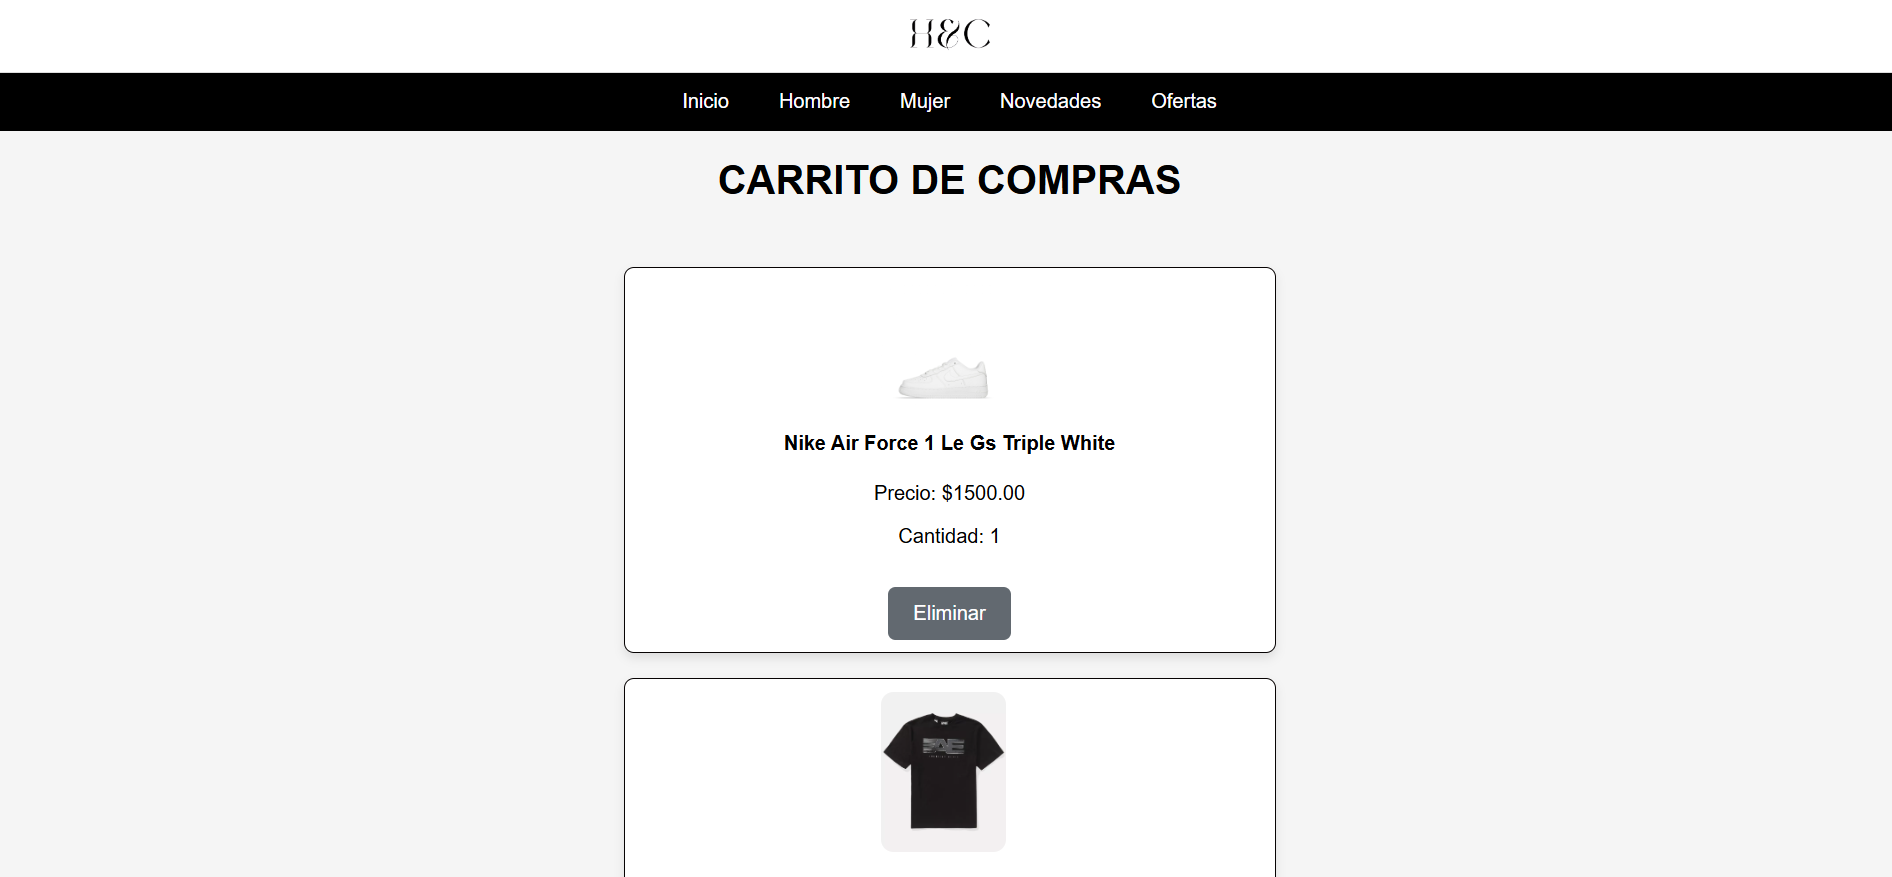 H&C
Inicio Hombre Mujer Novedades Ofertas
CARRITO DE COMPRAS
Nike Air Force 1 Le Gs Triple White
Precio: $1500.00
Cantidad: 1
Eliminar